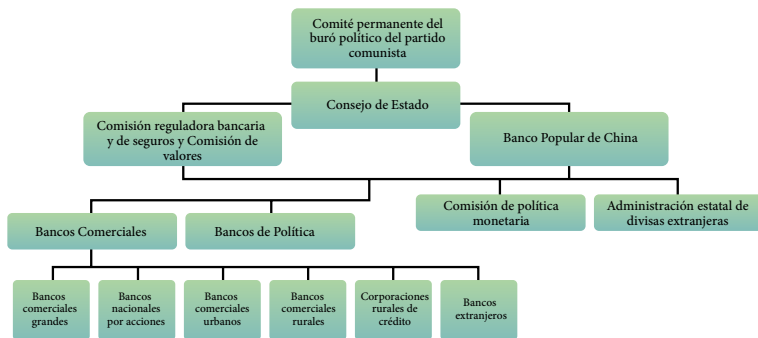 Comité permanente del
buró político del partido
comunista
Consejo de Estado
Comisión reguladora bancaria
y de seguros y Comisión de
valores
Banco Popular de China
Bancos Comerciales
Bancos de Política
Comisión de política
monetaria
Administración estatal de
divisas extranjeras
Bancos
comerciales
grandes
Bancos
nacionales
por acciones
Bancos
comerciales
urbanos
Bancos
comerciales
rurales
Corporaciones
rurales de
crédito
Bancos
extranjeros